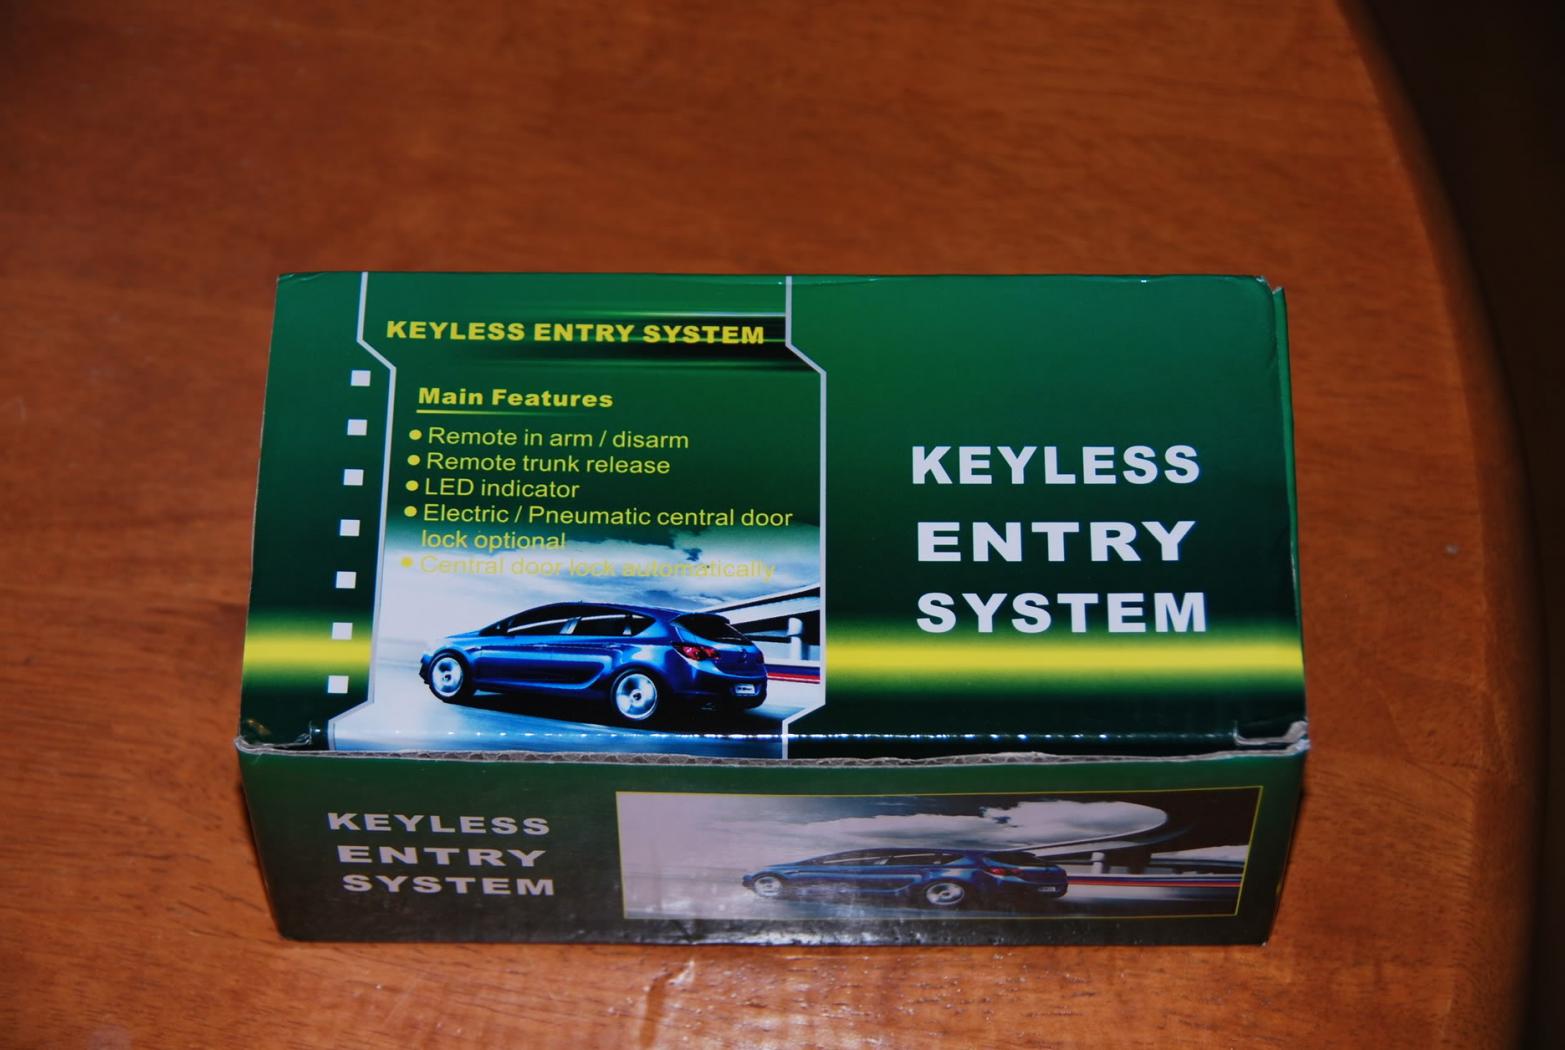 KEYLESS ENTRY SYSTEM
Main Features
● Remote in arm / disarm
● Remote trunk release
● LED indicator
● Electric / Pneumatic central door
lock optional
● Central door lock automatically
KEYLESS
ENTRY
SYSTEM
KEYLESS
ENTRY
SYSTEM